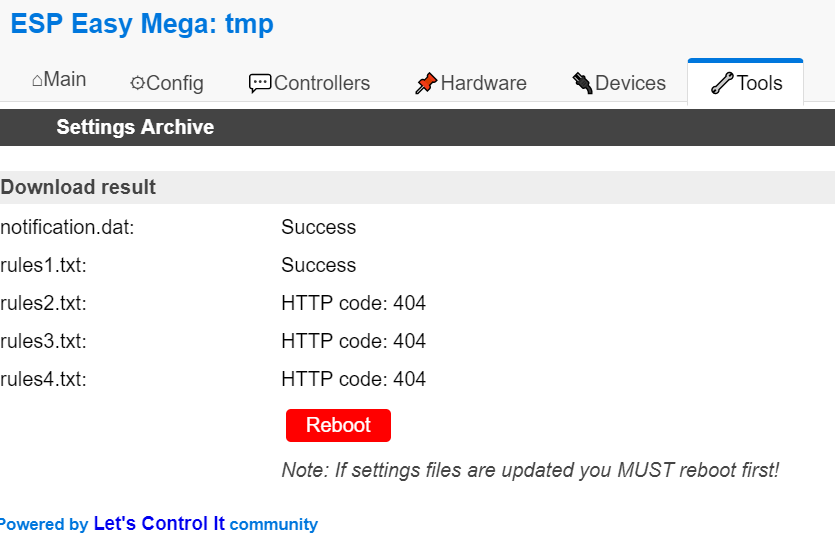 ESP Easy Mega: tmp
⌂Main ⚙Config Controllers Hardware Devices Tools
Settings Archive
Download result
notification.dat: Success
rules1.txt: Success
rules2.txt: HTTP code: 404
rules3.txt: HTTP code: 404
rules4.txt: HTTP code: 404
Reboot
Note: If settings files are updated you MUST reboot first!
Powered by Let's Control It community